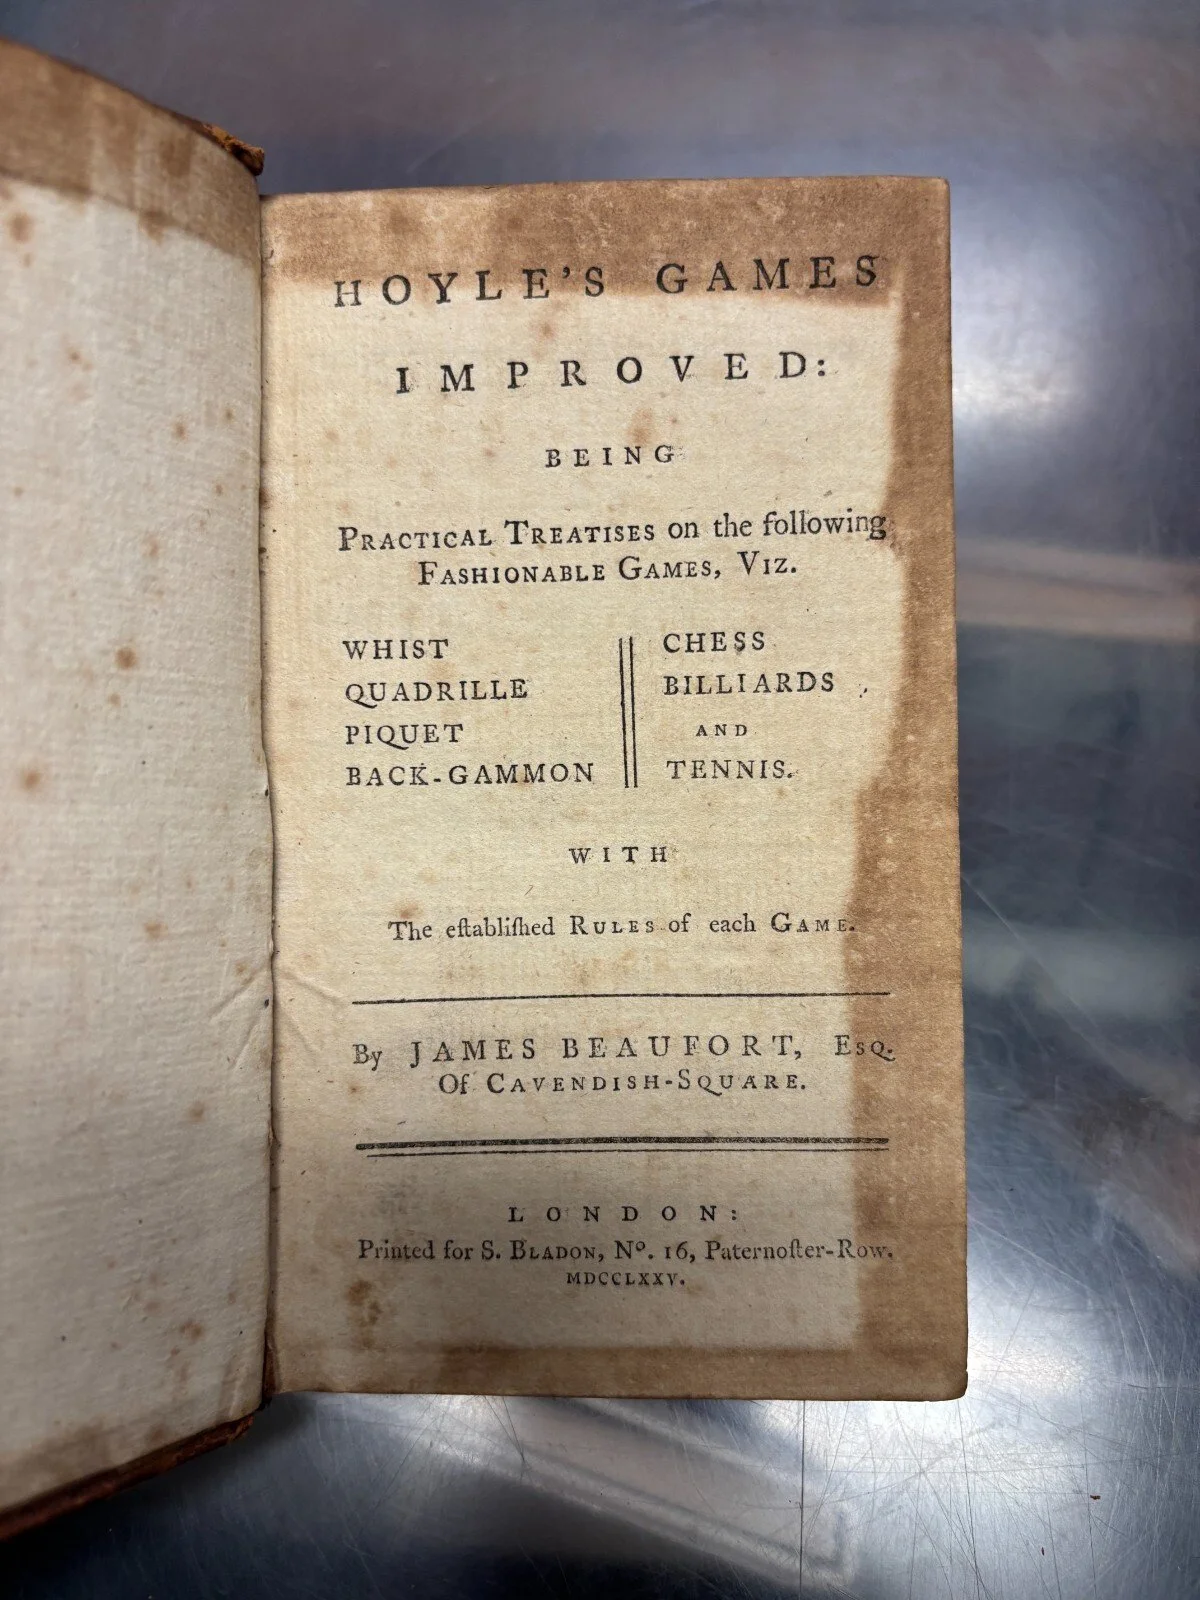 HOYLE'S GAMES
IMPROVED:
BEING
PRACTICAL TREATISES on the following
FASHIONABLE GAMES, VIZ.
WHIST
QUADRILLE
PIQUET
BACK-GAMMON
CHESS
BILLIARDS
AND
TENNIS.
WITH
The eſtabliſhed RULES of each GAME.
By JAMES BEAUFORT, ESQ.
Of CAVENDISH-SQUARE.
LONDON:
Printed for S. BLADON, Nº. 16, Paternoſter-Row.
MDCCLXXV.